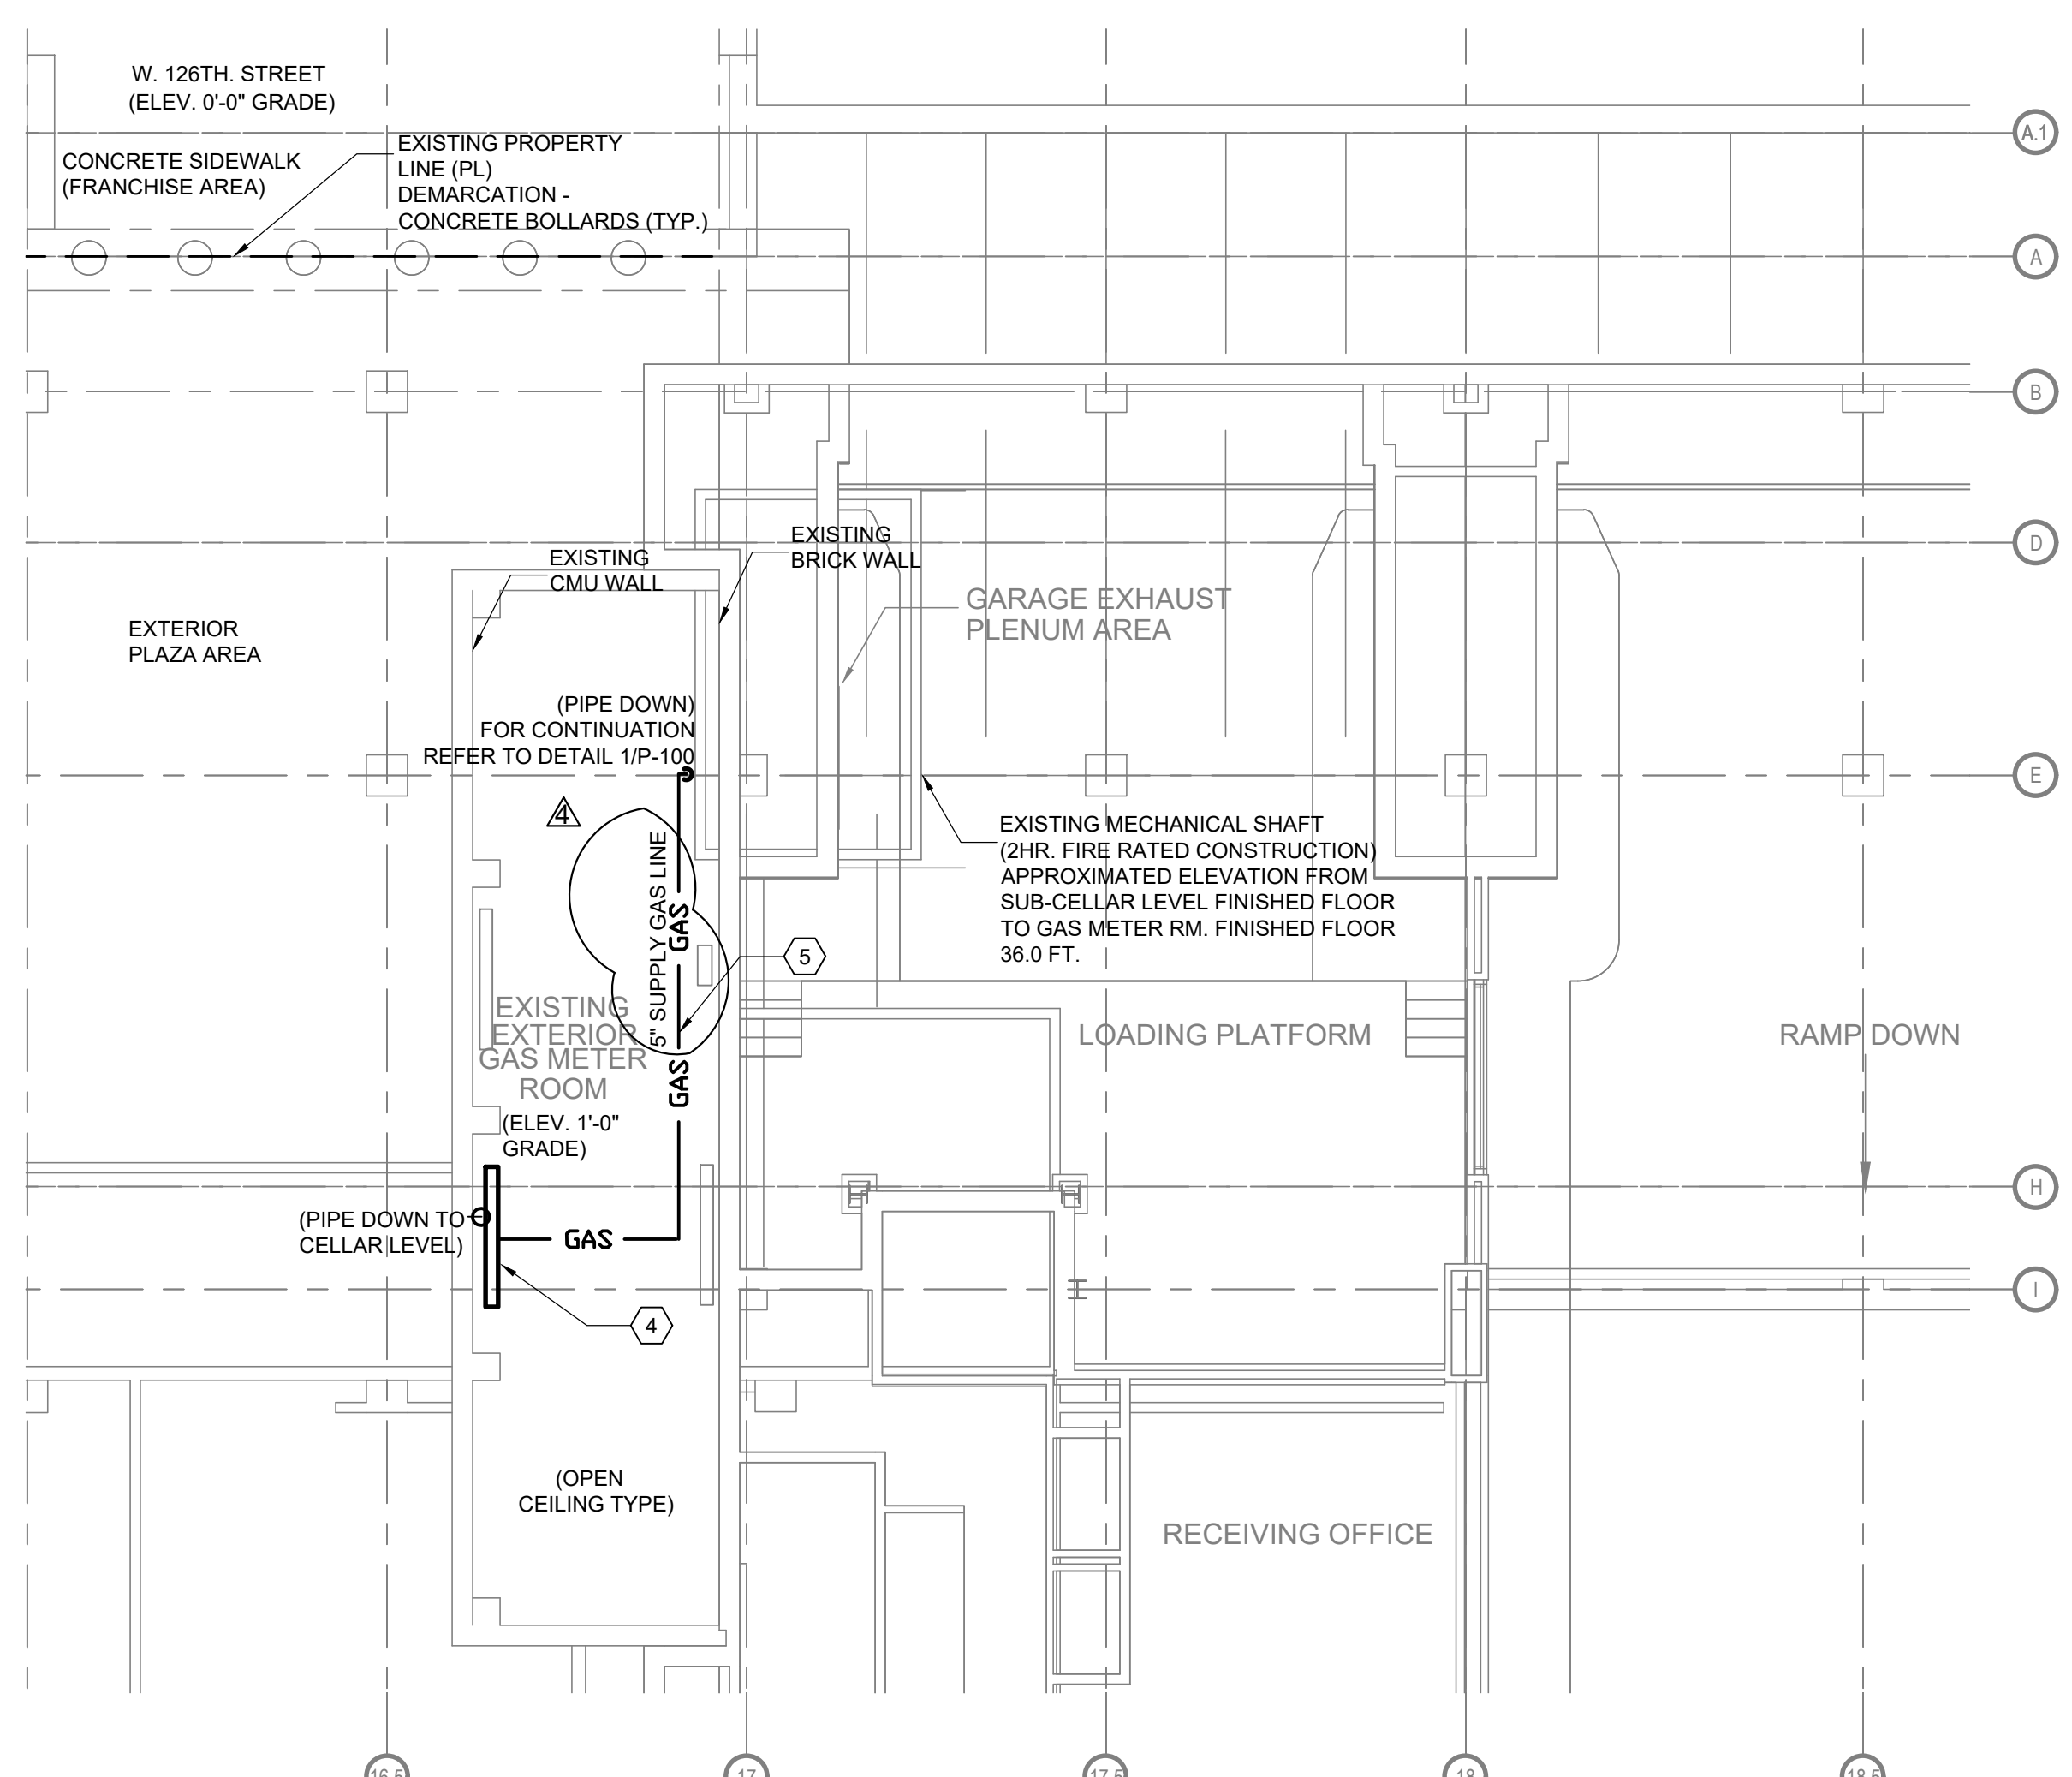 W. 126TH. STREET
(ELEV. 0'-0" GRADE)
CONCRETE SIDEWALK
(FRANCHISE AREA)
EXISTING PROPERTY
LINE (PL)
DEMARCATION -
CONCRETE BOLLARDS (TYP.)
A.1
A
B
D
E
H
I
EXISTING
CMU WALL
EXISTING
BRICK WALL
GARAGE EXHAUST
PLENUM AREA
EXTERIOR
PLAZA AREA
(PIPE DOWN)
FOR CONTINUATION
REFER TO DETAIL 1/P-100
4
5" SUPPLY GAS LINE
GAS
5
EXISTING MECHANICAL SHAFT
(2HR. FIRE RATED CONSTRUCTION)
APPROXIMATED ELEVATION FROM
SUB-CELLAR LEVEL FINISHED FLOOR
TO GAS METER RM. FINISHED FLOOR
36.0 FT.
EXISTING
EXTERIOR
GAS METER
ROOM
GAS
(ELEV. 1'-0"
GRADE)
LOADING PLATFORM
RAMP DOWN
(PIPE DOWN TO
CELLAR LEVEL)
GAS
4
(OPEN
CEILING TYPE)
RECEIVING OFFICE
16.5
17
17.5
18
18.5